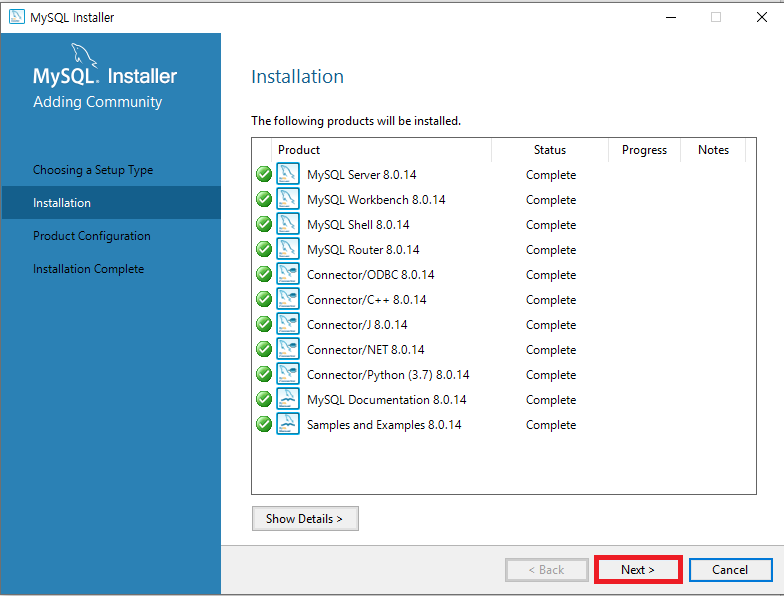 MySQL Installer
MySQL. Installer
Adding Community
Choosing a Setup Type
Installation
Product Configuration
Installation Complete
Installation
The following products will be installed.
Product Status Progress Notes
MySQL Server 8.0.14 Complete
MySQL Workbench 8.0.14 Complete
MySQL Shell 8.0.14 Complete
MySQL Router 8.0.14 Complete
Connector/ODBC 8.0.14 Complete
Connector/C++ 8.0.14 Complete
Connector/J 8.0.14 Complete
Connector/NET 8.0.14 Complete
Connector/Python (3.7) 8.0.14 Complete
MySQL Documentation 8.0.14 Complete
Samples and Examples 8.0.14 Complete
Show Details >
< Back Next > Cancel